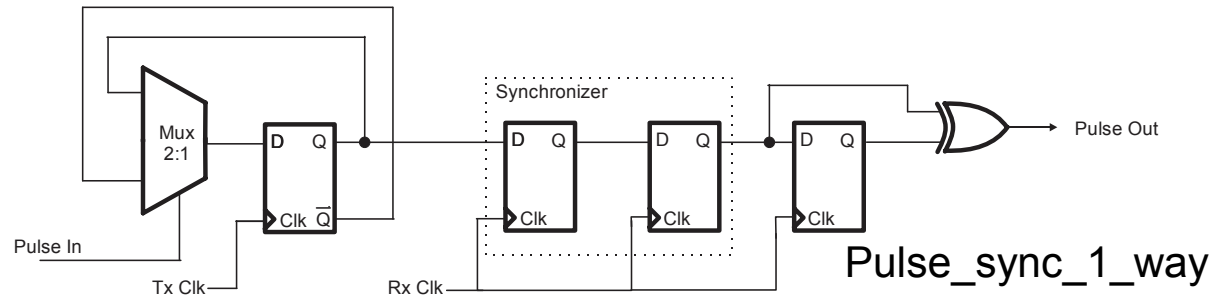 Synchronizer
Mux
2:1
D Q
Clk Q̅
D Q
Clk
D Q
Clk
D Q
Clk
Pulse Out
Pulse In
Tx Clk
Rx Clk
Pulse_sync_1_way